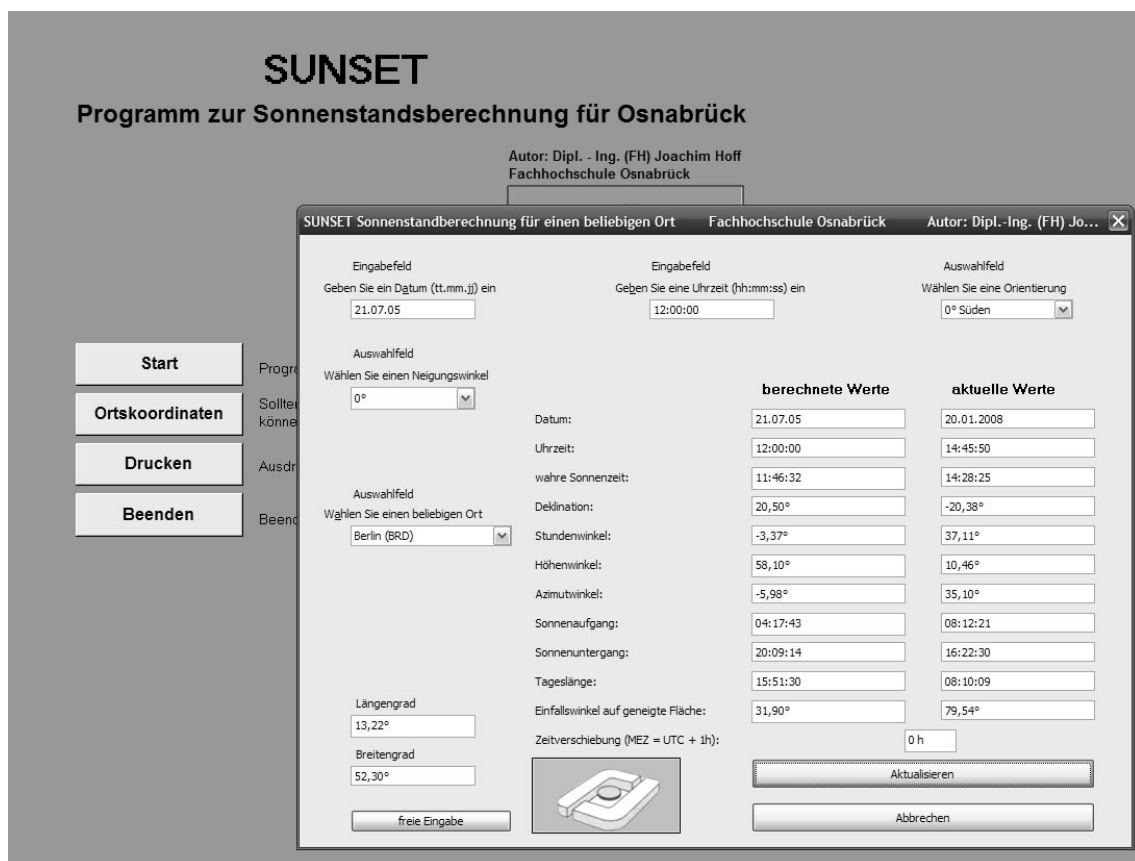 SUNSET
Programm zur Sonnenstandsberechnung für Osnabrück
Autor: Dipl. - Ing. (FH) Joachim Hoff
Fachhochschule Osnabrück
Start
Ortskoordinaten
können
Drucken
Beenden
SUNSET Sonnenstandberechnung für einen beliebigen Ort Fachhochschule Osnabrück Autor: Dipl.-Ing. (FH) Jo...
Eingabefeld Eingabefeld Auswahlfeld
Geben Sie ein Datum (tt.mm.jj) ein Geben Sie eine Uhrzeit (hh:mm:ss) ein Wählen Sie eine Orientierung
21.07.05 12:00:00 0° Süden
Auswahlfeld
Wählen Sie einen Neigungswinkel
0°
berechnete Werte aktuelle Werte
Datum: 21.07.05 20.01.2008
Uhrzeit: 12:00:00 14:45:50
wahre Sonnenzeit: 11:46:32 14:28:25
Auswahlfeld
Wahlen Sie einen beliebigen Ort
Berlin (BRD)
Deklination: 20,50° -20,38°
Stundenwinkel: -3,37° 37,11°
Höhenwinkel: 58,10° 10,46°
Azimutwinkel: -5,98° 35,10°
Sonnenaufgang: 04:17:43 08:12:21
Sonnenuntergang: 20:09:14 16:22:30
Tageslänge: 15:51:30 08:10:09
Einfallswinkel auf geneigte Fläche: 31,90° 79,54°
Zeitverschiebung (MEZ = UTC + 1h): 0 h
Längengrad
13,22°
Breitengrad
52,30°
freie Eingabe
Aktualisieren
Abbrechen